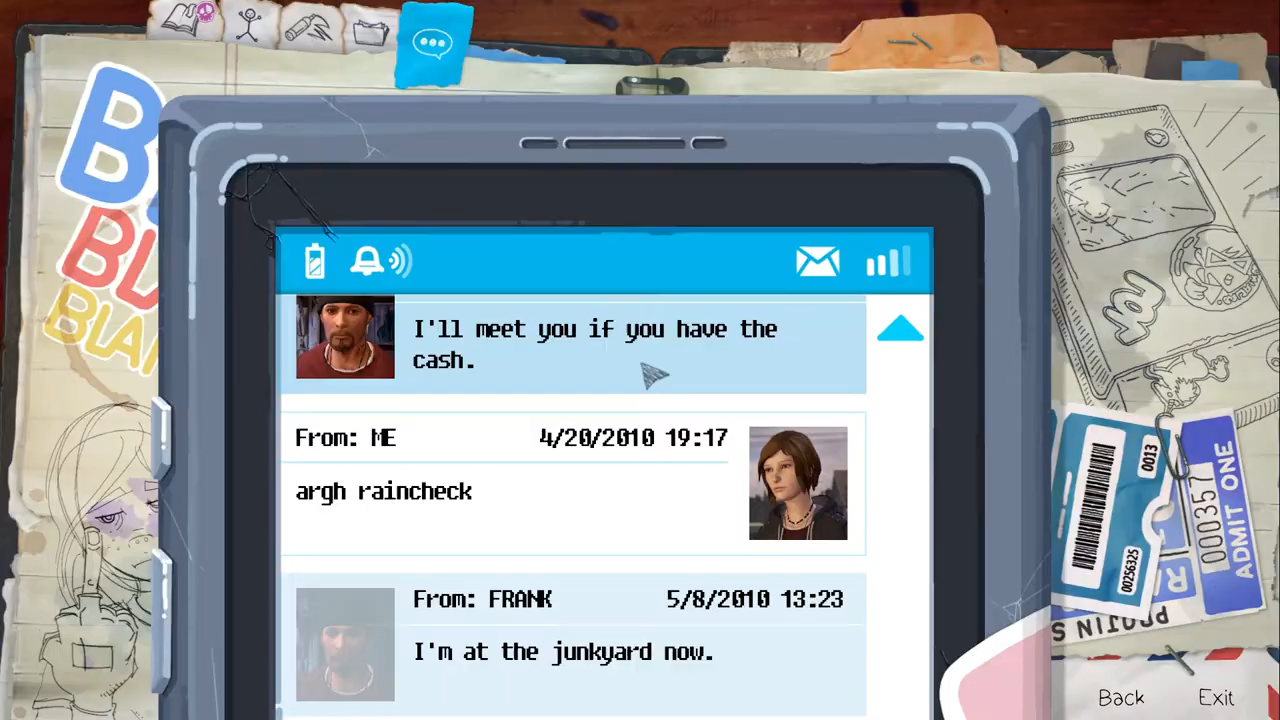 I'll meet you if you have the
cash.
From: ME 4/20/2010 19:17
argh raincheck
From: FRANK 5/8/2010 13:23
I'm at the junkyard now.
0013
00256325
000357
ADMIT ONE
Back Exit